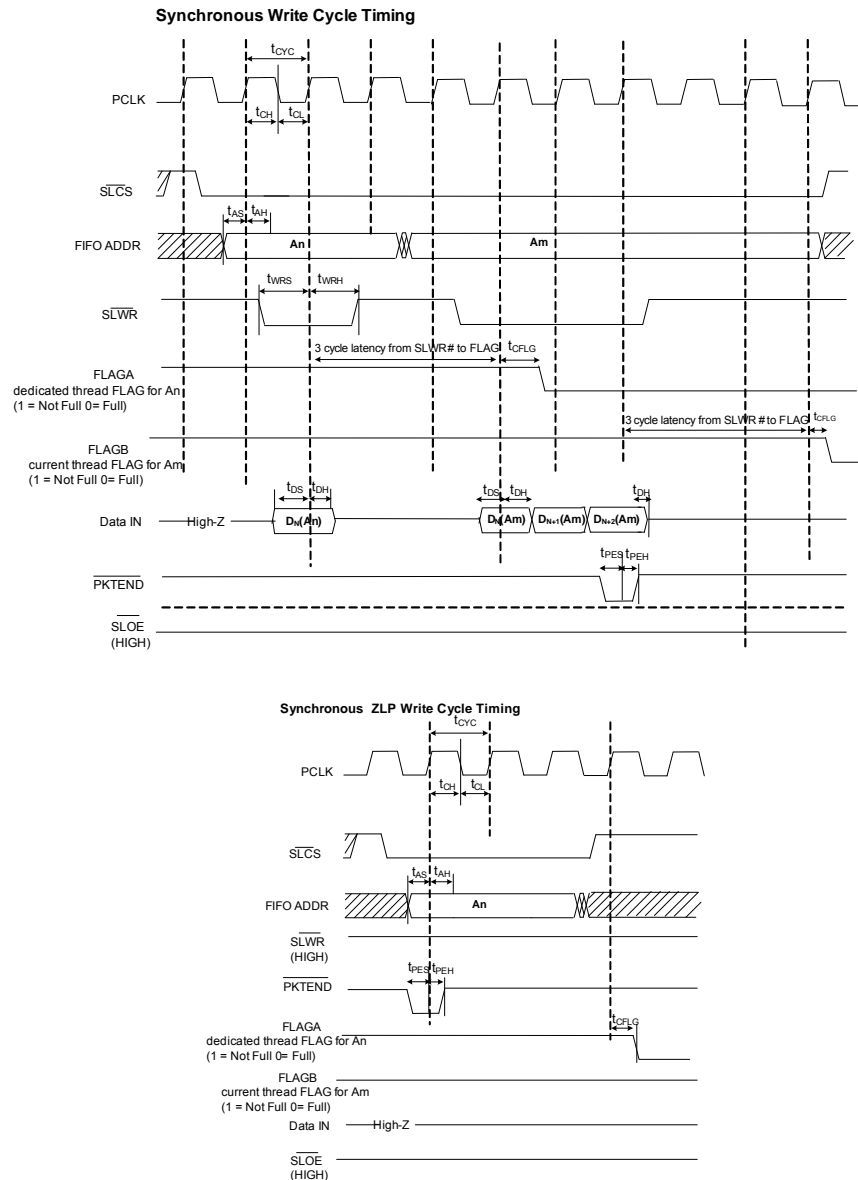 Synchronous Write Cycle Timing
tCYC
PCLK
tCH tCL
SLCS
tAS tAH
FIFO ADDR An Am
tWRS tWRH
SLWR
3 cycle latency from SLWR# to FLAG tCFLG
FLAGA
dedicated thread FLAG for An
(1 = Not Full 0= Full)
3 cycle latency from SLWR # to FLAG tCFLG
FLAGB
current thread FLAG for Am
(1 = Not Full 0= Full)
tDS tDH tDS tDH tDH
Data IN High-Z DN(An) DN(Am) DN+1(Am) DN+2(Am)
tPES tPEH
PKTEND
SLOE
(HIGH)
Synchronous ZLP Write Cycle Timing
tCYC
PCLK
tCH tCL
SLCS
tAS tAH
FIFO ADDR An
SLWR
(HIGH)
tPES tPEH
PKTEND
FLAGA tCFLG
dedicated thread FLAG for An
(1 = Not Full 0= Full)
FLAGB
current thread FLAG for Am
(1 = Not Full 0= Full)
Data IN High-Z
SLOE
(HIGH)